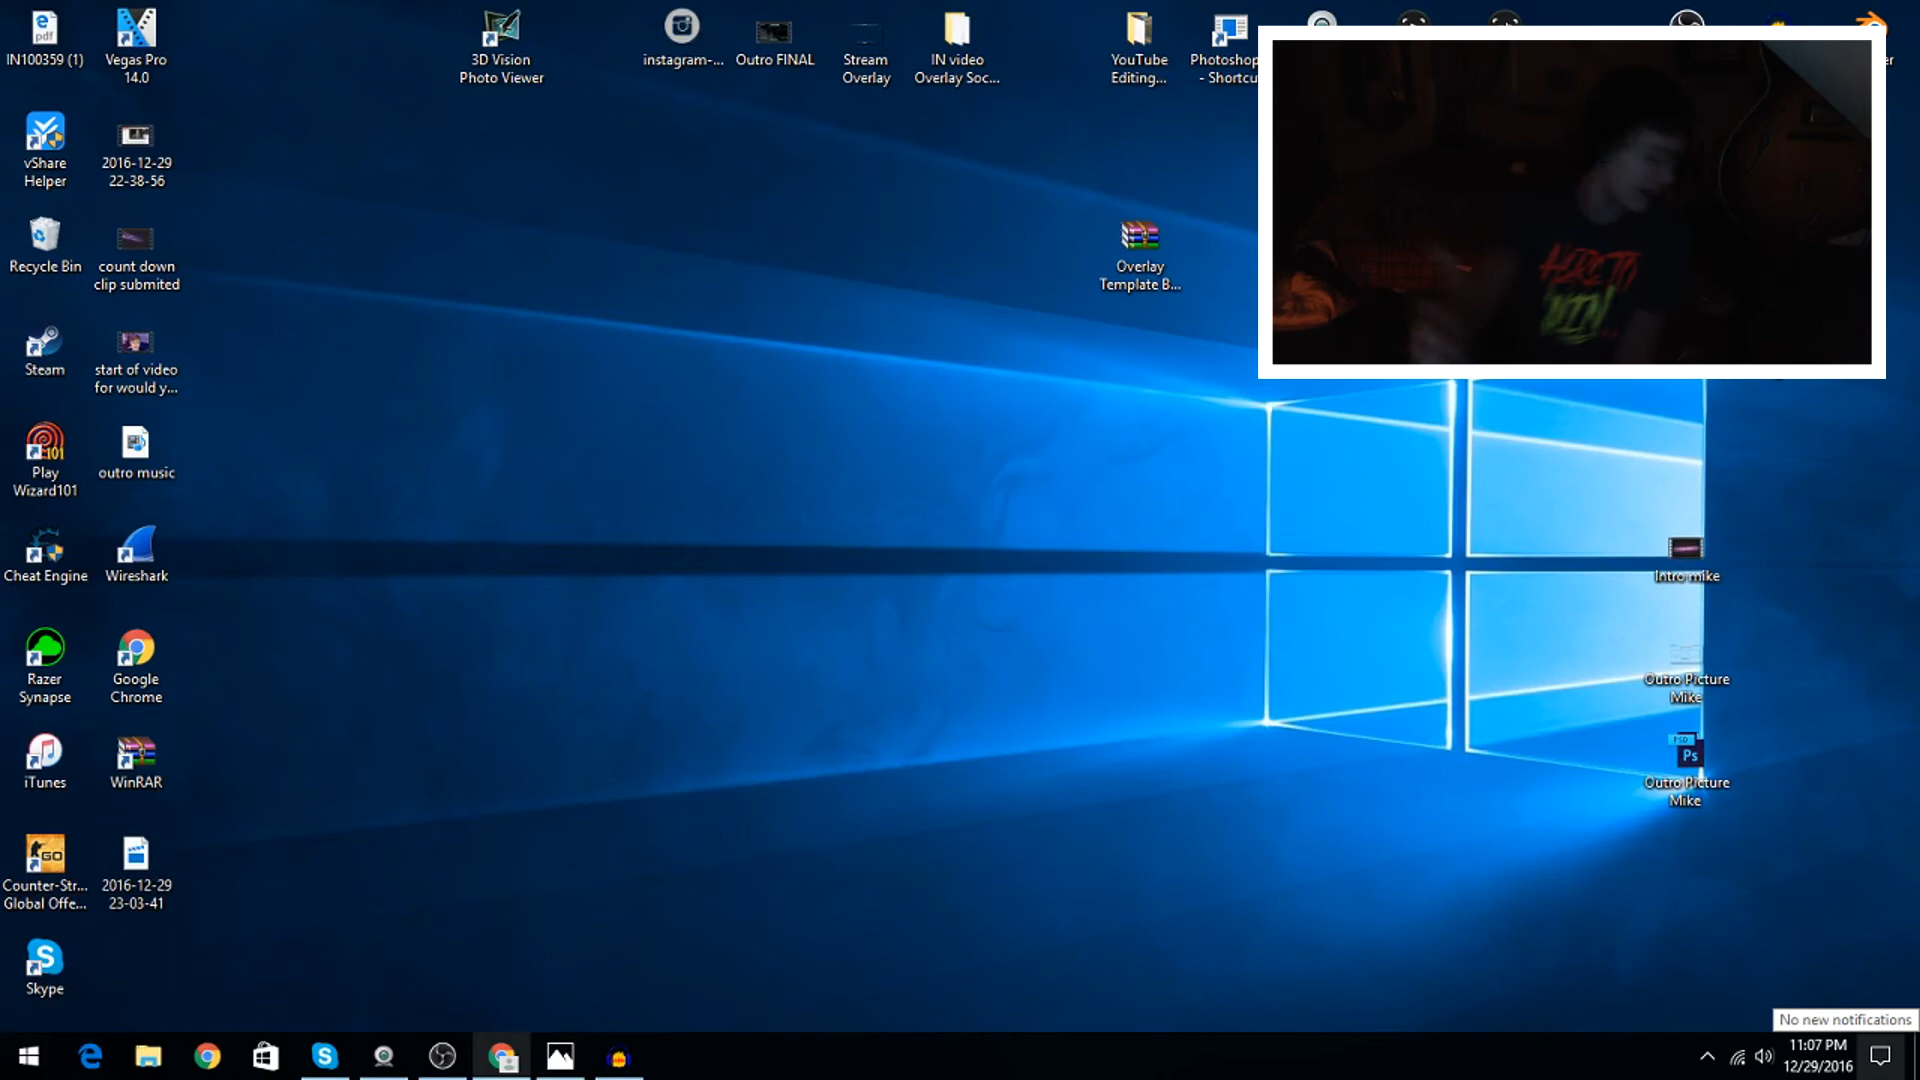 IN100359 (1)
Vegas Pro
14.0
3D Vision
Photo Viewer
instagram-...
Outro FINAL
Stream
Overlay
IN video
Overlay Soc...
YouTube
Editing...
Photoshop
- Shortcu
er
vShare
Helper
2016-12-29
22-38-56
Recycle Bin
count down
clip submited
Overlay
Template B...
Steam
start of video
for would y...
Play
Wizard101
outro music
Cheat Engine
Wireshark
Intro mike
Razer
Synapse
Google
Chrome
Outro Picture
Mike
iTunes
WinRAR
PSD
Ps
Outro Picture
Mike
GO
Counter-Str...
Global Offe...
2016-12-29
23-03-41
Skype
No new notifications
11:07 PM
12/29/2016